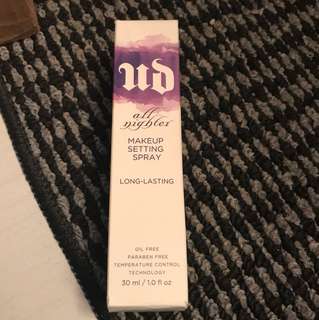 UD
all
nighter
MAKEUP
SETTING
SPRAY
LONG-LASTING
OIL FREE
PARABEN FREE
TEMPERATURE CONTROL
TECHNOLOGY
30 ml / 1.0 fl oz